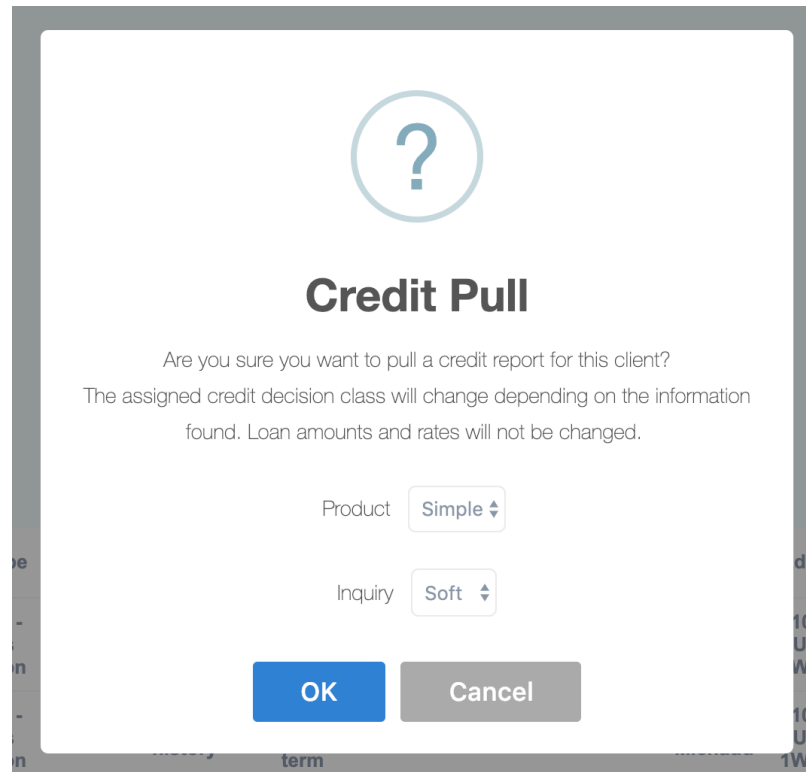 ?
Credit Pull
Are you sure you want to pull a credit report for this client?
The assigned credit decision class will change depending on the information
found. Loan amounts and rates will not be changed.
Product Simple
Inquiry Soft
OK Cancel
term